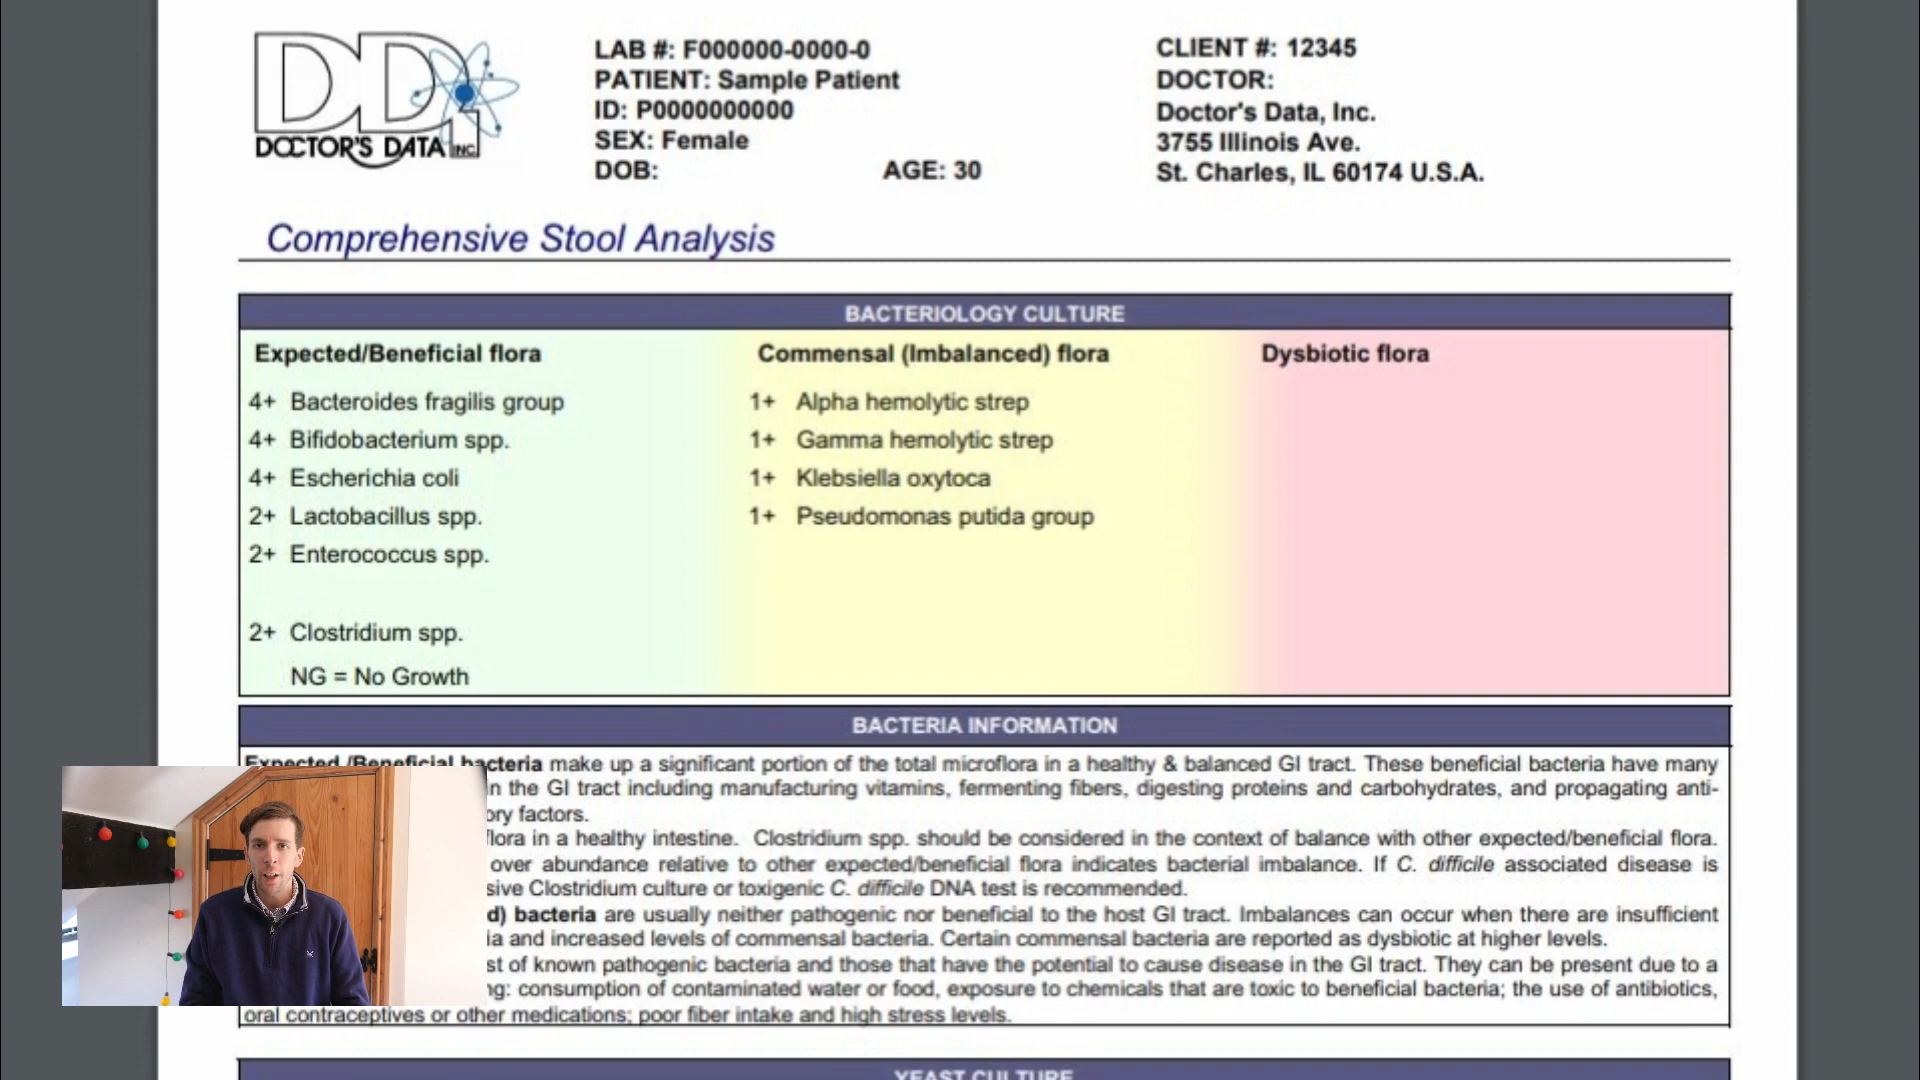 DOCTOR'S DATA INC.
LAB #: F000000-0000-0
PATIENT: Sample Patient
ID: P0000000000
SEX: Female
DOB: AGE: 30
CLIENT #: 12345
DOCTOR:
Doctor's Data, Inc.
3755 Illinois Ave.
St. Charles, IL 60174 U.S.A.
Comprehensive Stool Analysis
BACTERIOLOGY CULTURE
Expected/Beneficial flora
4+ Bacteroides fragilis group
4+ Bifidobacterium spp.
4+ Escherichia coli
2+ Lactobacillus spp.
2+ Enterococcus spp.
2+ Clostridium spp.
NG = No Growth
Commensal (Imbalanced) flora
1+ Alpha hemolytic strep
1+ Gamma hemolytic strep
1+ Klebsiella oxytoca
1+ Pseudomonas putida group
Dysbiotic flora
BACTERIA INFORMATION
Expected /Beneficial bacteria make up a significant portion of the total microflora in a healthy & balanced GI tract. These beneficial bacteria have many
in the GI tract including manufacturing vitamins, fermenting fibers, digesting proteins and carbohydrates, and propagating anti-
ory factors.
flora in a healthy intestine. Clostridium spp. should be considered in the context of balance with other expected/beneficial flora.
over abundance relative to other expected/beneficial flora indicates bacterial imbalance. If C. difficile associated disease is
sive Clostridium culture or toxigenic C. difficile DNA test is recommended.
d) bacteria are usually neither pathogenic nor beneficial to the host GI tract. Imbalances can occur when there are insufficient
ia and increased levels of commensal bacteria. Certain commensal bacteria are reported as dysbiotic at higher levels.
st of known pathogenic bacteria and those that have the potential to cause disease in the GI tract. They can be present due to a
ng: consumption of contaminated water or food, exposure to chemicals that are toxic to beneficial bacteria; the use of antibiotics,
oral contraceptives or other medications; poor fiber intake and high stress levels.
YEAST CULTURE